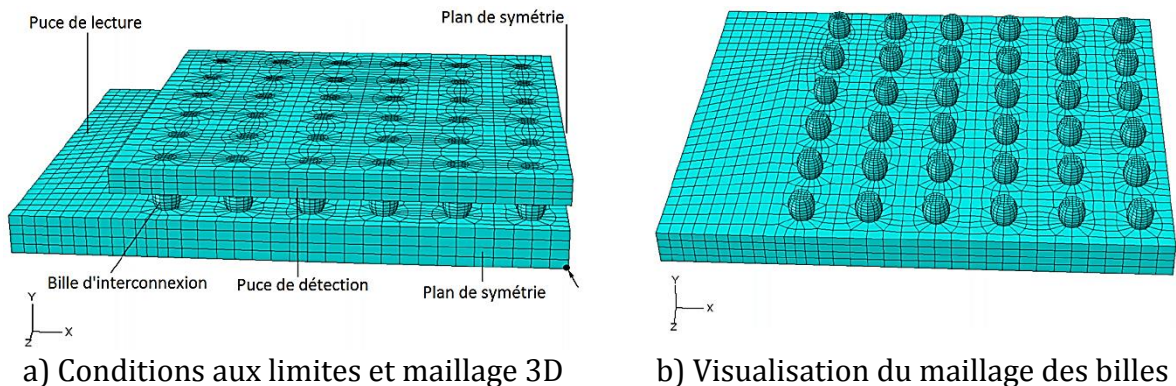 Puce de lecture
Plan de symétrie
Bille d'interconnexion
Puce de détection
Plan de symétrie
Y
X
Z
a) Conditions aux limites et maillage 3D
Y
X
Z
b) Visualisation du maillage des billes